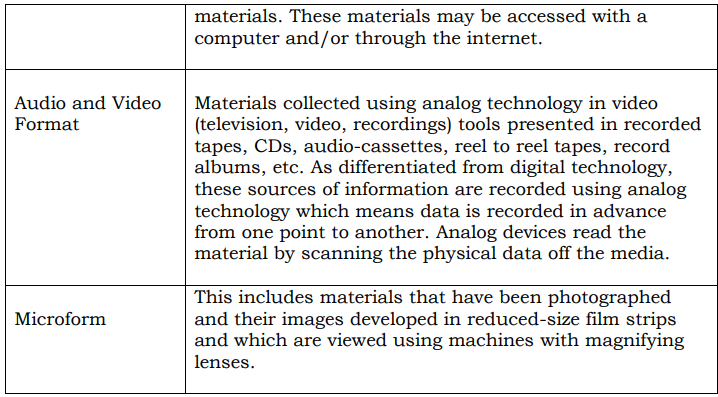 materials. These materials may be accessed with a
computer and/or through the internet.
Audio and Video
Format
Materials collected using analog technology in video
(television, video, recordings) tools presented in recorded
tapes, CDs, audio-cassettes, reel to reel tapes, record
albums, etc. As differentiated from digital technology,
these sources of information are recorded using analog
technology which means data is recorded in advance
from one point to another. Analog devices read the
material by scanning the physical data off the media.
Microform
This includes materials that have been photographed
and their images developed in reduced-size film strips
and which are viewed using machines with magnifying
lenses.